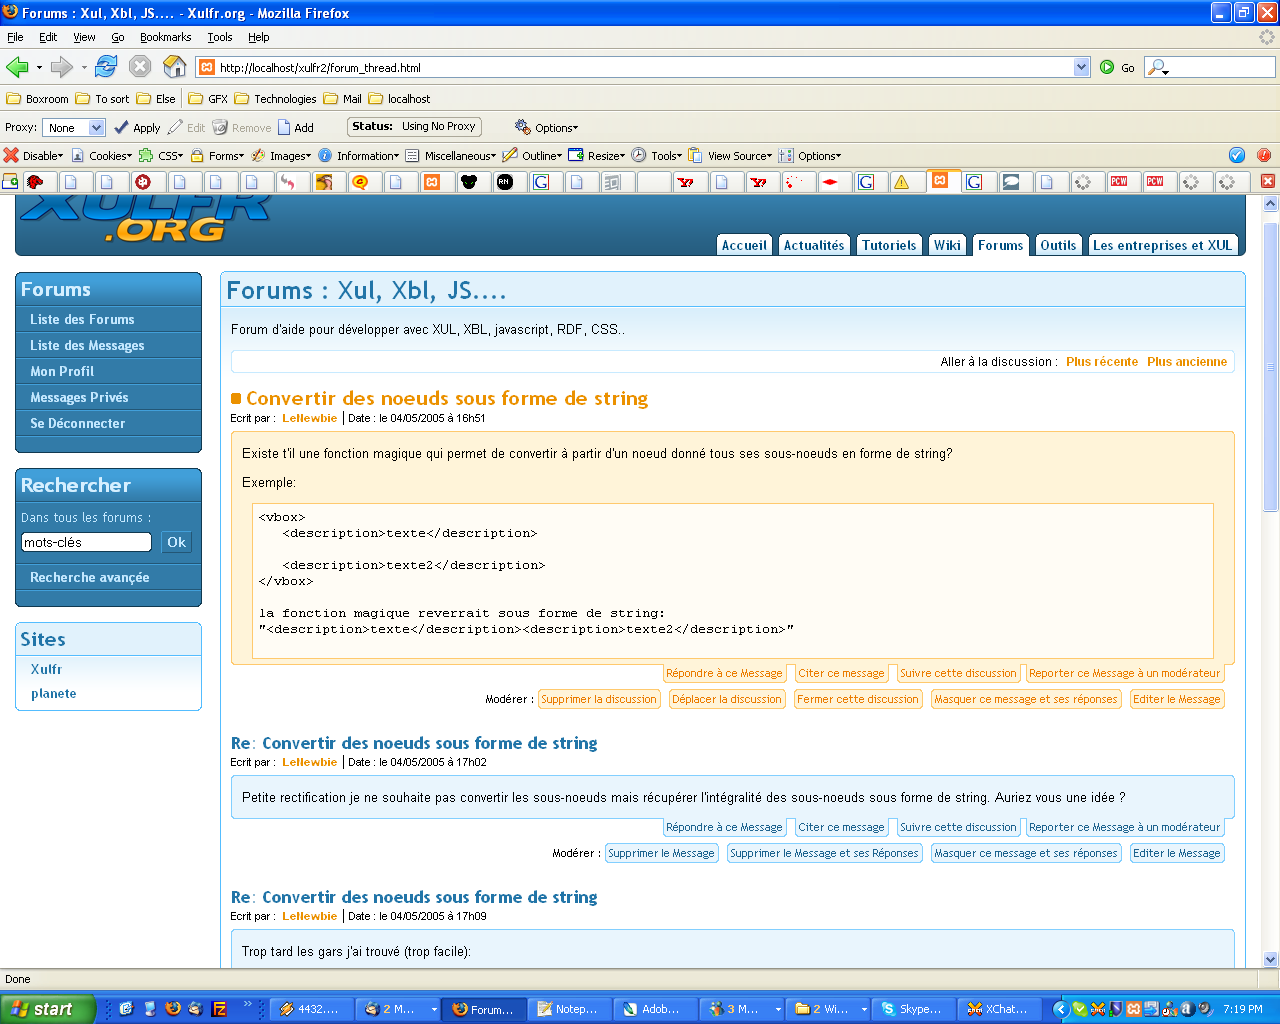 Forums : Xul, Xbl, JS.... - Xulfr.org - Mozilla Firefox
File Edit View Go Bookmarks Tools Help
http://localhost/xulfr2/forum_thread.html Go
Boxroom To sort Else GFX Technologies Mail localhost
Proxy: None Apply Edit Remove Add Status: Using No Proxy Options
Disable Cookies CSS Forms Images Information Miscellaneous Outline Resize Tools View Source Options
XULFR
.ORG
Accueil Actualités Tutoriels Wiki Forums Outils Les entreprises et XUL
Forums
Liste des Forums
Liste des Messages
Mon Profil
Messages Privés
Se Déconnecter
Rechercher
Dans tous les forums :
mots-clés Ok
Recherche avançée
Sites
Xulfr
planete
Forums : Xul, Xbl, JS....
Forum d'aide pour développer avec XUL, XBL, javascript, RDF, CSS..
Aller à la discussion : Plus récente Plus ancienne
Convertir des noeuds sous forme de string
Ecrit par : Lellewbie Date : le 04/05/2005 à 16h51
Existe t'il une fonction magique qui permet de convertir à partir d'un noeud donné tous ses sous-noeuds en forme de string?
Exemple:
<vbox>
<description>texte</description>
<description>texte2</description>
</vbox>
la fonction magique reverrait sous forme de string:
"<description>texte</description><description>texte2</description>"
Répondre à ce Message Citer ce message Suivre cette discussion Reporter ce Message à un modérateur
Modérer : Supprimer la discussion Déplacer la discussion Fermer cette discussion Masquer ce message et ses réponses Editer le Message
Re: Convertir des noeuds sous forme de string
Ecrit par : Lellewbie Date : le 04/05/2005 à 17h02
Petite rectification je ne souhaite pas convertir les sous-noeuds mais récupérer l'intégralité des sous-noeuds sous forme de string. Auriez vous une idée ?
Répondre à ce Message Citer ce message Suivre cette discussion Reporter ce Message à un modérateur
Modérer : Supprimer le Message Supprimer le Message et ses Réponses Masquer ce message et ses réponses Editer le Message
Re: Convertir des noeuds sous forme de string
Ecrit par : Lellewbie Date : le 04/05/2005 à 17h09
Trop tard les gars j'ai trouvé (trop facile):
Done
start 4432.... 2 M... Forum... Notep... Adob... 3 M... 2 Wi... Skype... XChat... 7:19 PM